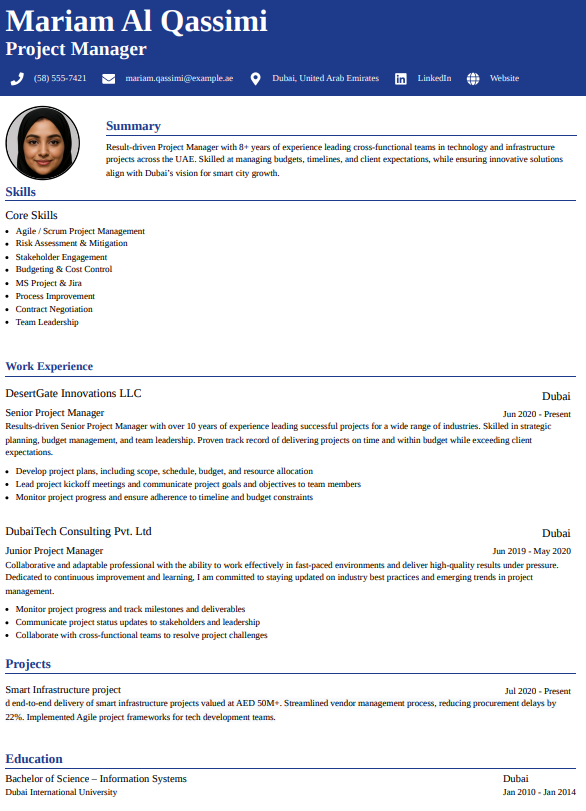 Mariam Al Qassimi
Project Manager
(58) 555-7421 mariam.qassimi@example.ae Dubai, United Arab Emirates LinkedIn Website
Summary
Result-driven Project Manager with 8+ years of experience leading cross-functional teams in technology and infrastructure
projects across the UAE. Skilled at managing budgets, timelines, and client expectations, while ensuring innovative solutions
align with Dubai’s vision for smart city growth.
Skills
Core Skills
• Agile / Scrum Project Management
• Risk Assessment & Mitigation
• Stakeholder Engagement
• Budgeting & Cost Control
• MS Project & Jira
• Process Improvement
• Contract Negotiation
• Team Leadership
Work Experience
DesertGate Innovations LLC Dubai
Senior Project Manager Jun 2020 - Present
Results-driven Senior Project Manager with over 10 years of experience leading successful projects for a wide range of industries. Skilled in strategic
planning, budget management, and team leadership. Proven track record of delivering projects on time and within budget while exceeding client
expectations.
• Develop project plans, including scope, schedule, budget, and resource allocation
• Lead project kickoff meetings and communicate project goals and objectives to team members
• Monitor project progress and ensure adherence to timeline and budget constraints
DubaiTech Consulting Pvt. Ltd Dubai
Junior Project Manager Jun 2019 - May 2020
Collaborative and adaptable professional with the ability to work effectively in fast-paced environments and deliver high-quality results under pressure.
Dedicated to continuous improvement and learning, I am committed to staying updated on industry best practices and emerging trends in project
management.
• Monitor project progress and track milestones and deliverables
• Communicate project status updates to stakeholders and leadership
• Collaborate with cross-functional teams to resolve project challenges
Projects
Smart Infrastructure project Jul 2020 - Present
d end-to-end delivery of smart infrastructure projects valued at AED 50M+. Streamlined vendor management process, reducing procurement delays by
22%. Implemented Agile project frameworks for tech development teams.
Education
Bachelor of Science – Information Systems Dubai
Dubai International University Jan 2010 - Jan 2014